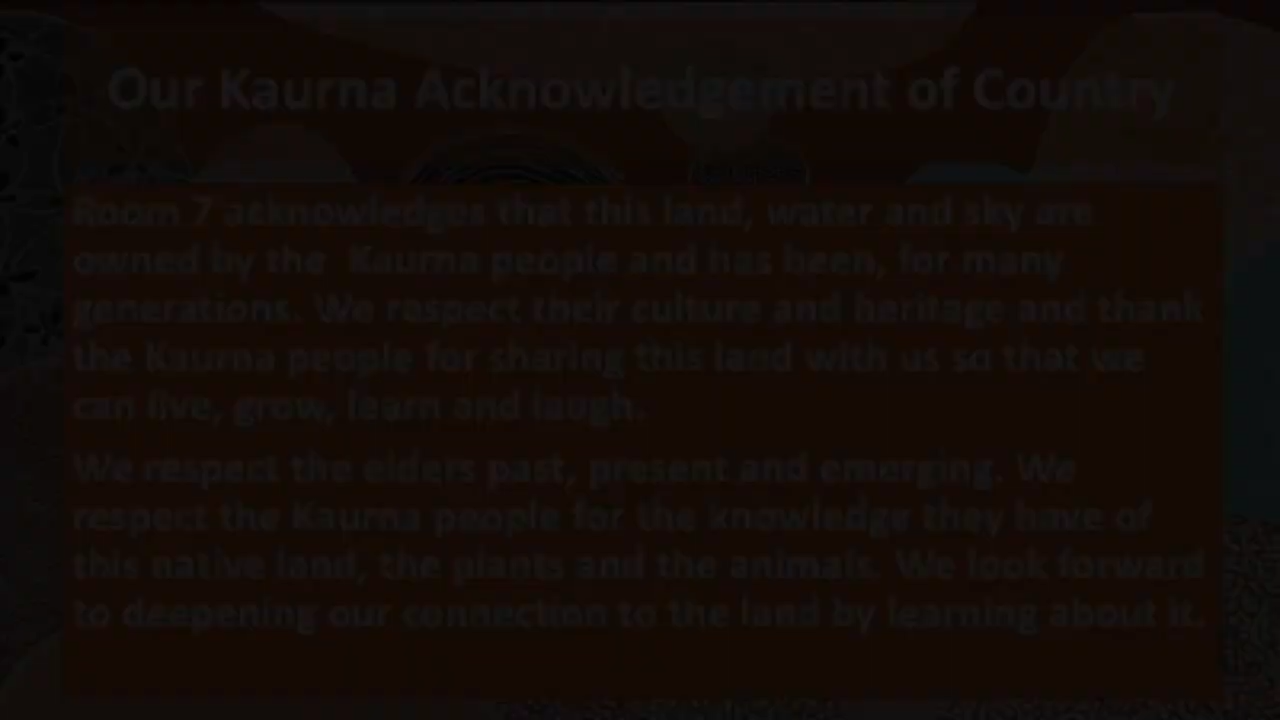 Our Kaurna Acknowledgement of Country
Room 7 acknowledges that this land, water and sky are
owned by the Kaurna people and has been, for many
generations. We respect their culture and heritage and thank
the Kaurna people for sharing this land with us so that we
can live, grow, learn and laugh.
We respect the elders past, present and emerging. We
respect the Kaurna people for the knowledge they have of
this native land, the plants and the animals. We look forward
to deepening our connection to the land by learning about it.